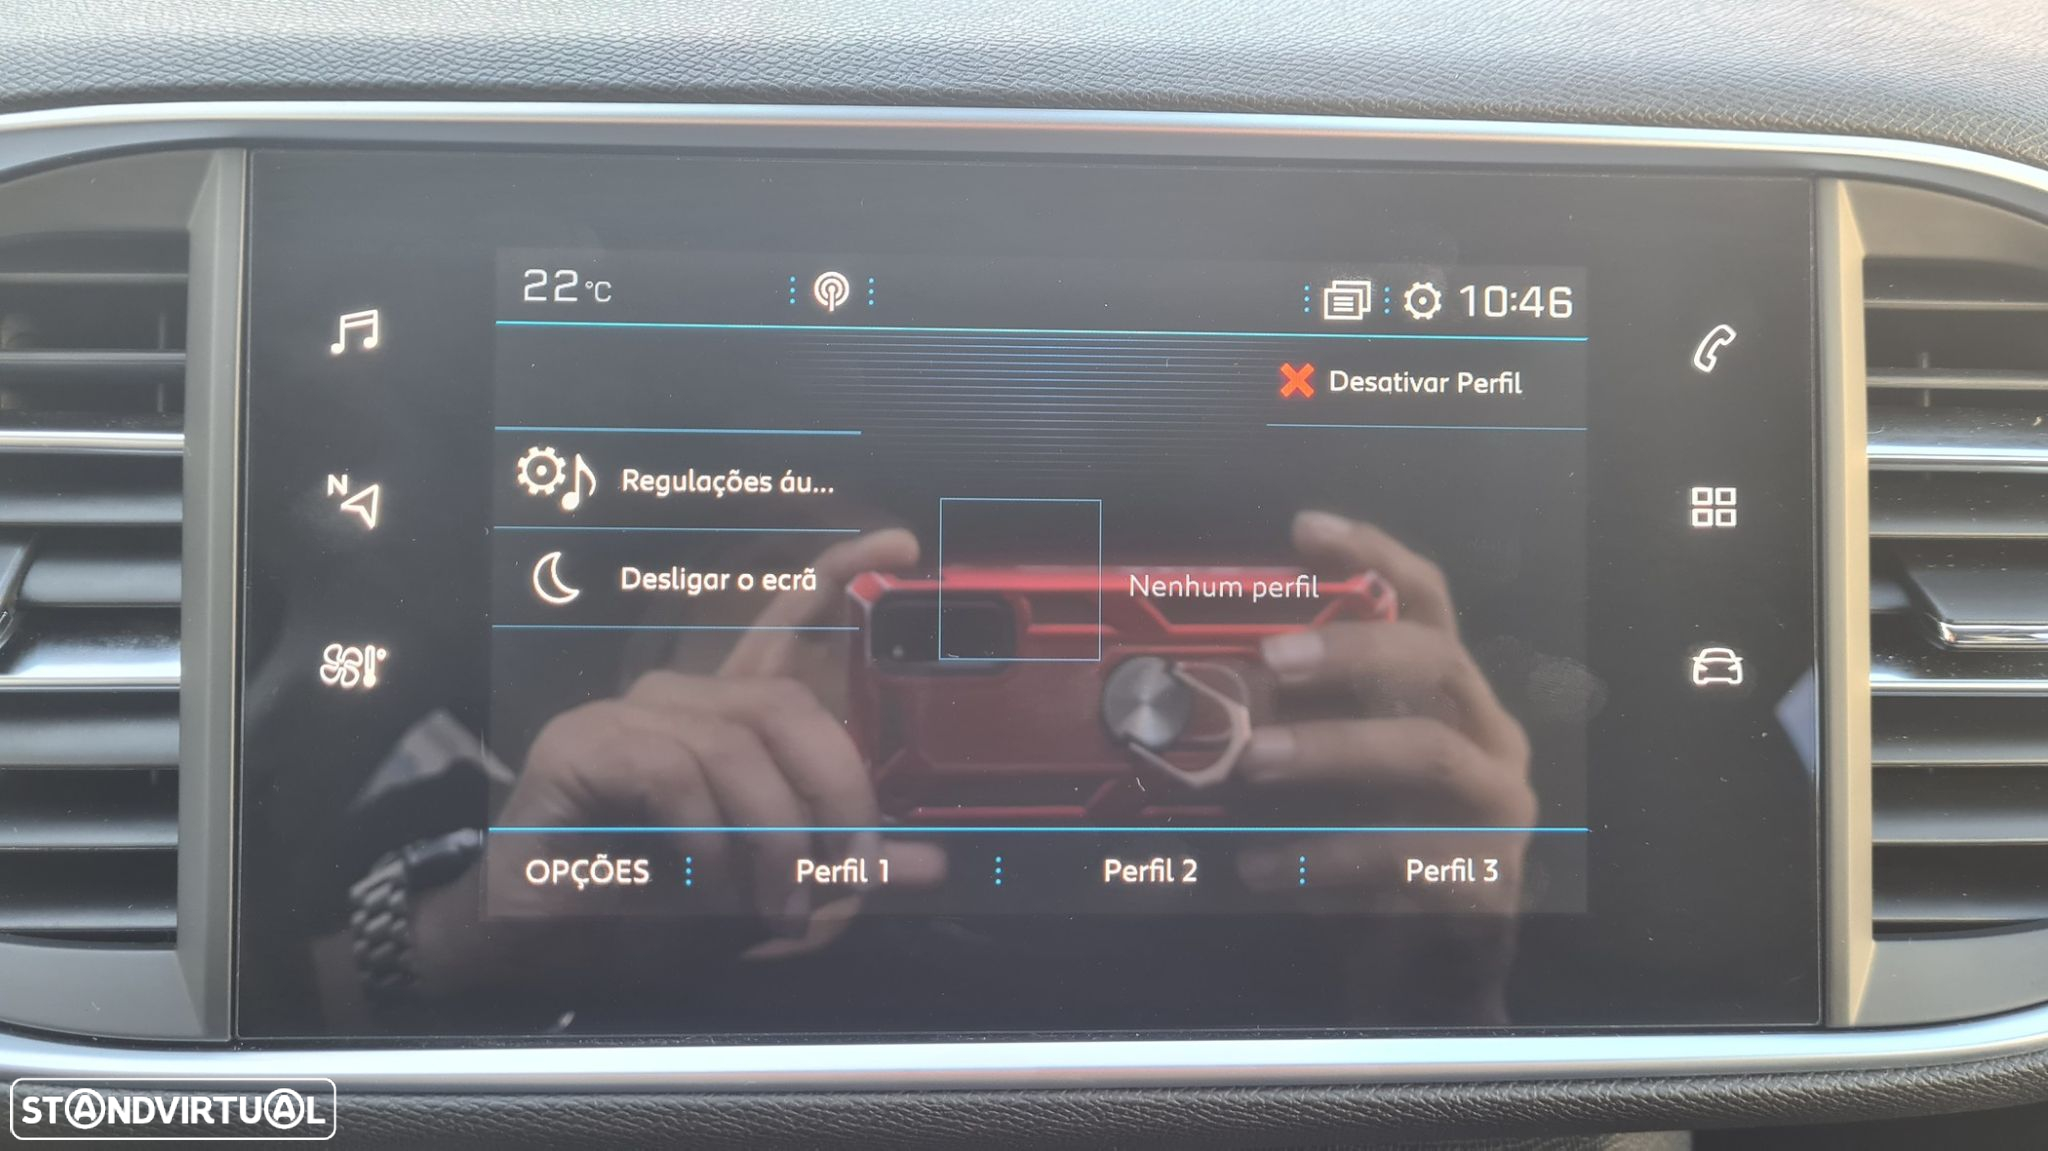 22°C
10:46
Desativar Perfil
Regulações áu...
N
Desligar o ecrã
Nenhum perfil
OPÇÕES Perfil 1 Perfil 2 Perfil 3
STANDVIRTUAL